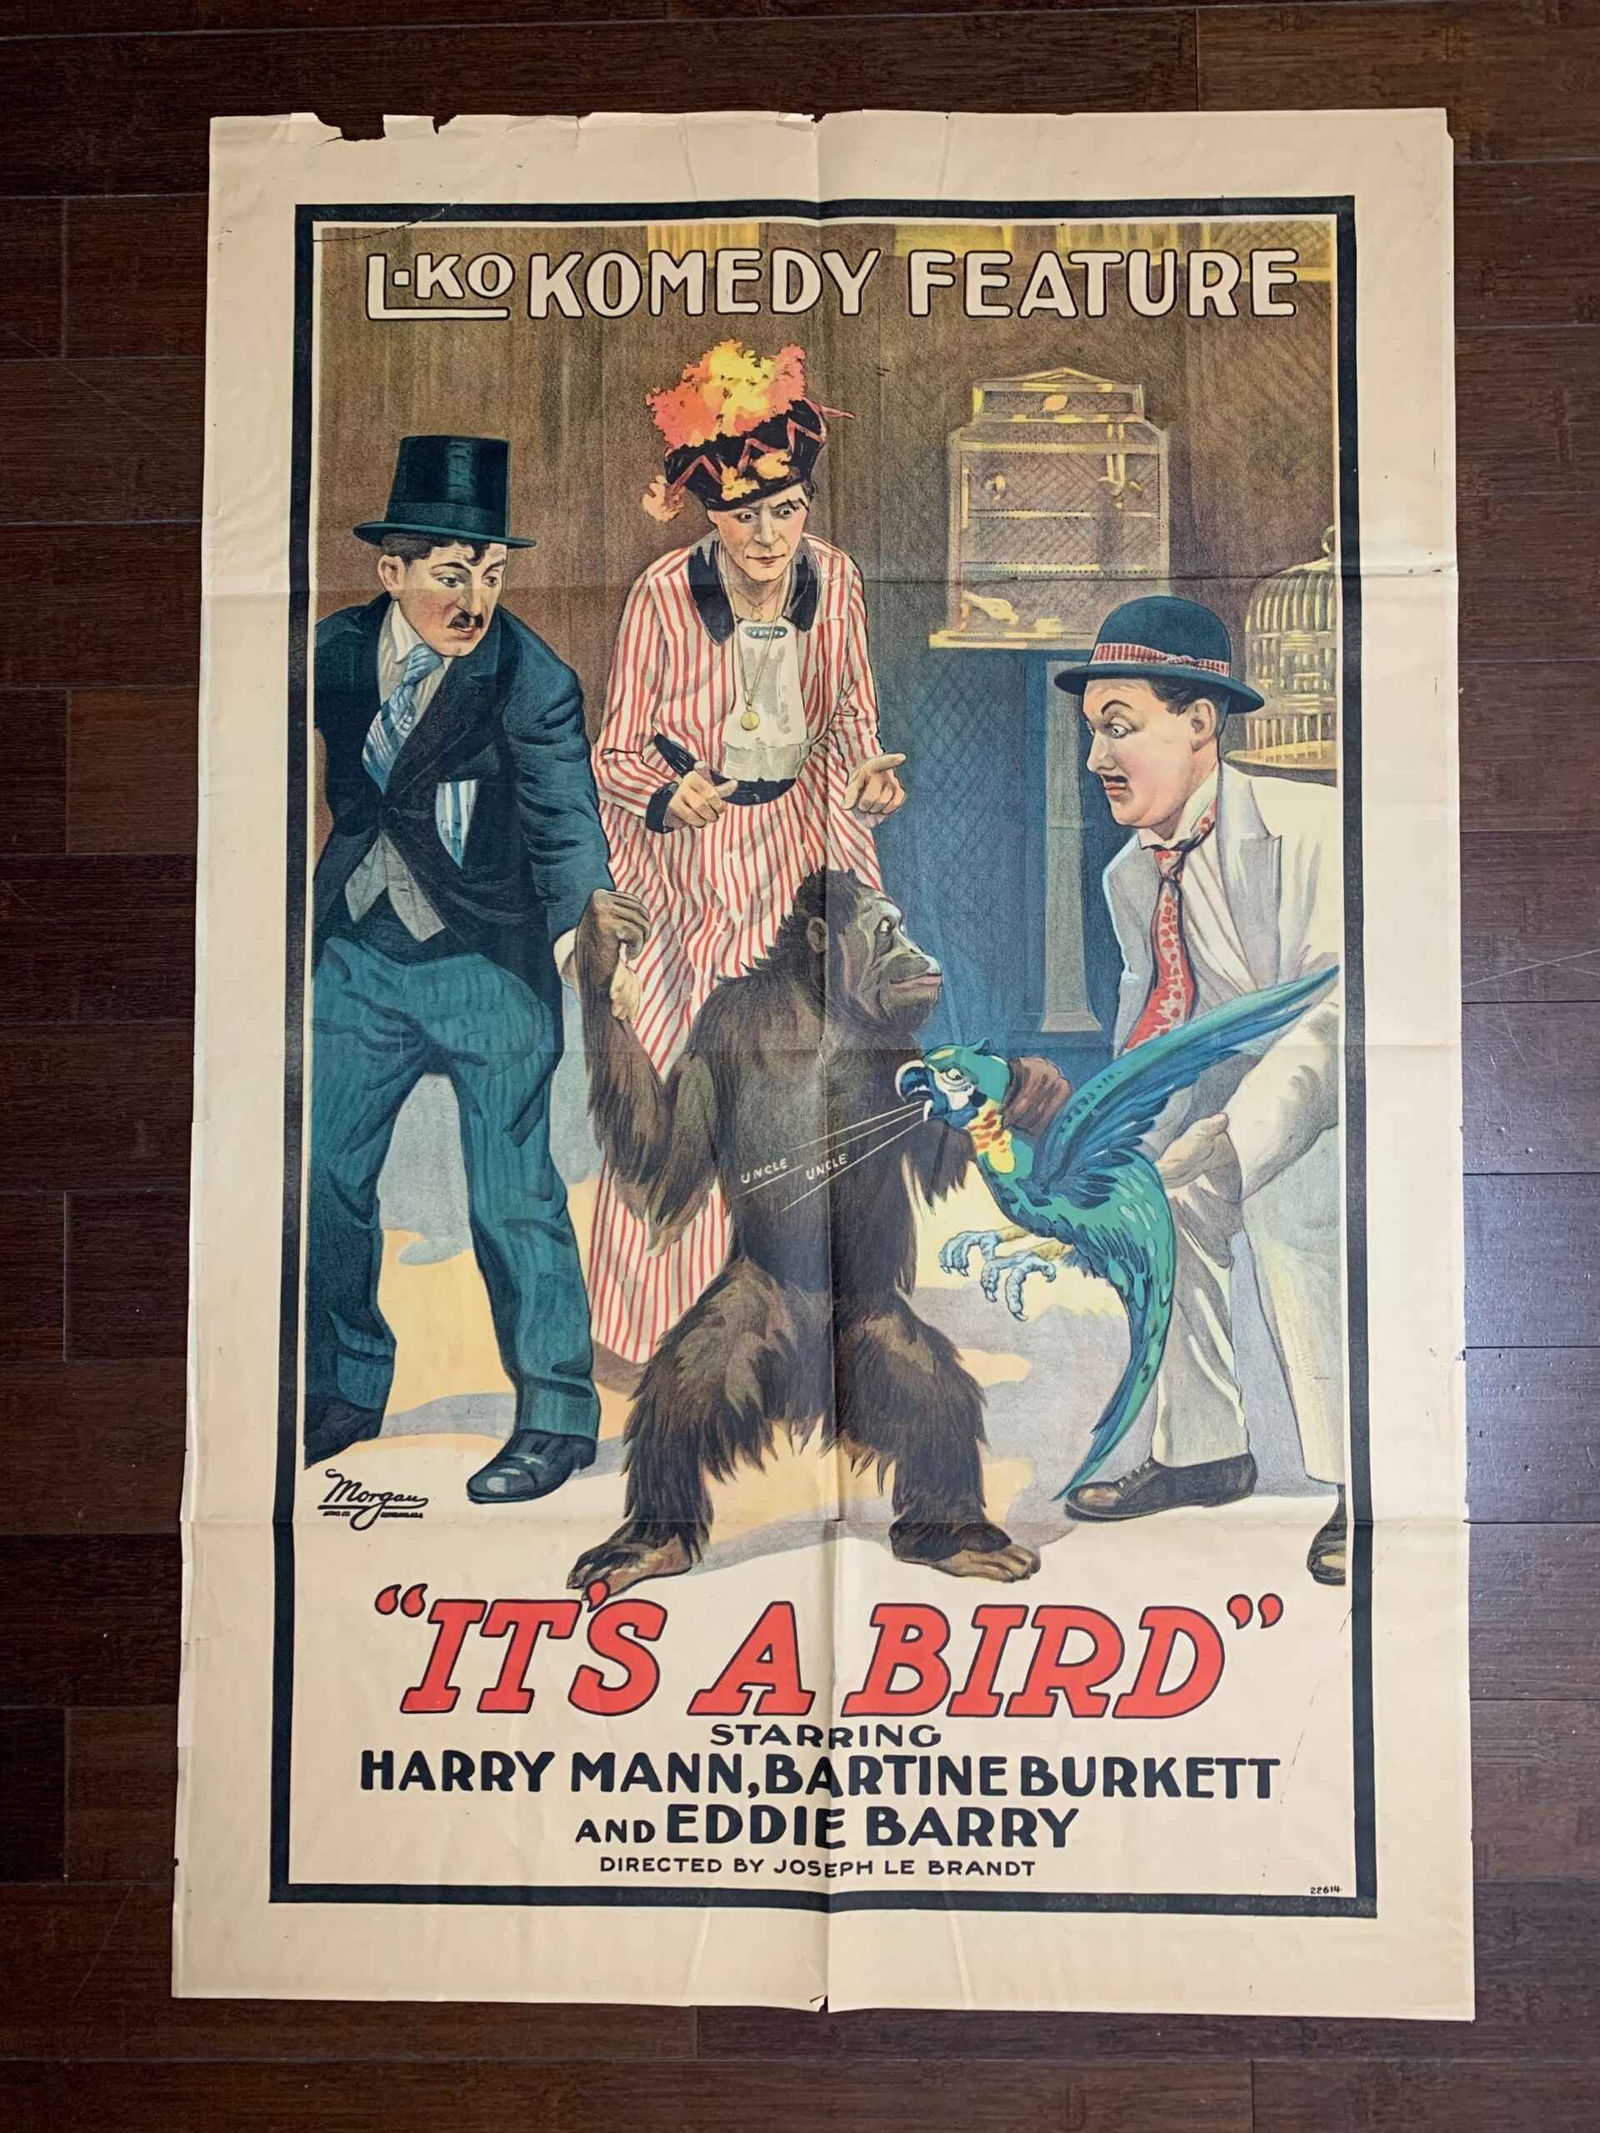 L-KO KOMEDY FEATURE
UNCLE UNCLE
Morgan
"IT'S A BIRD"
STARRING
HARRY MANN, BARTINE BURKETT
AND EDDIE BARRY
DIRECTED BY JOSEPH LE BRANDT
22614